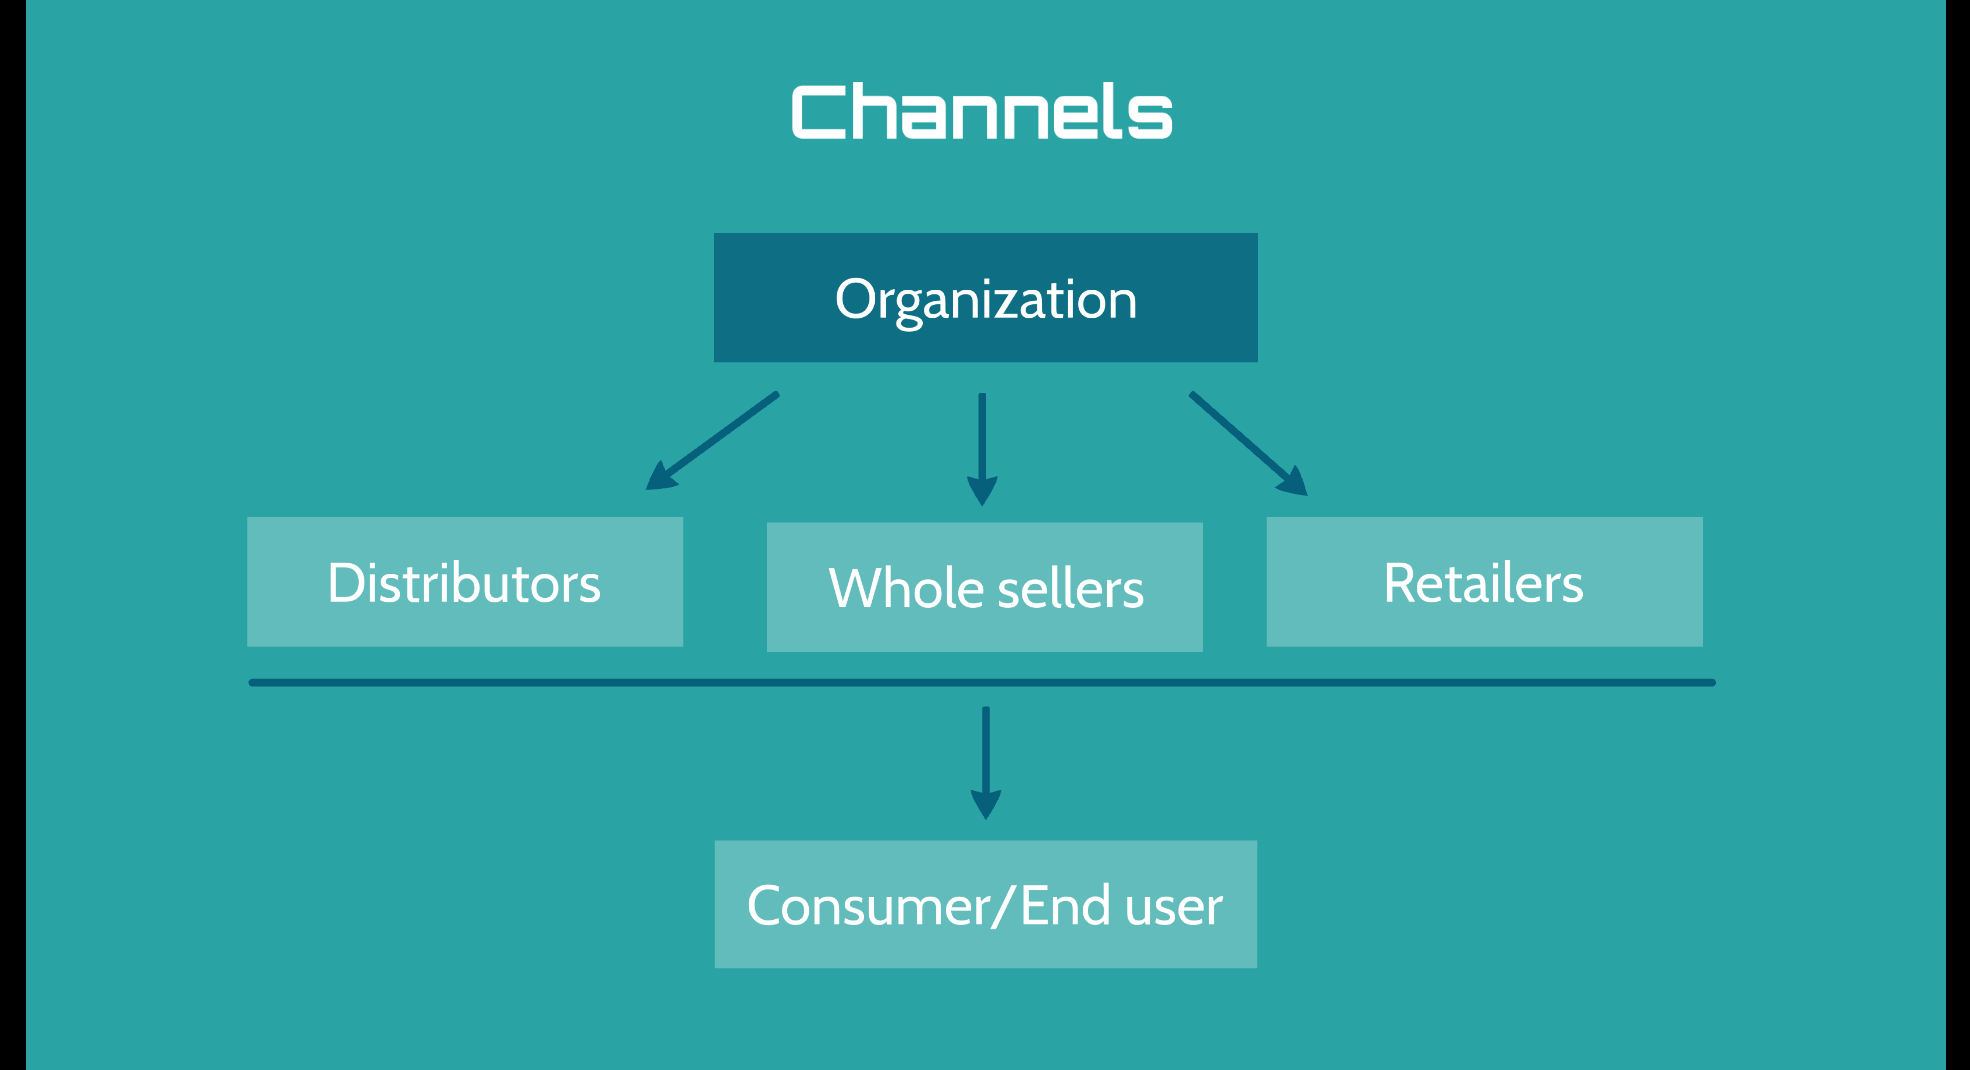 Channels
Organization
Distributors
Whole sellers
Retailers
Consumer/End user